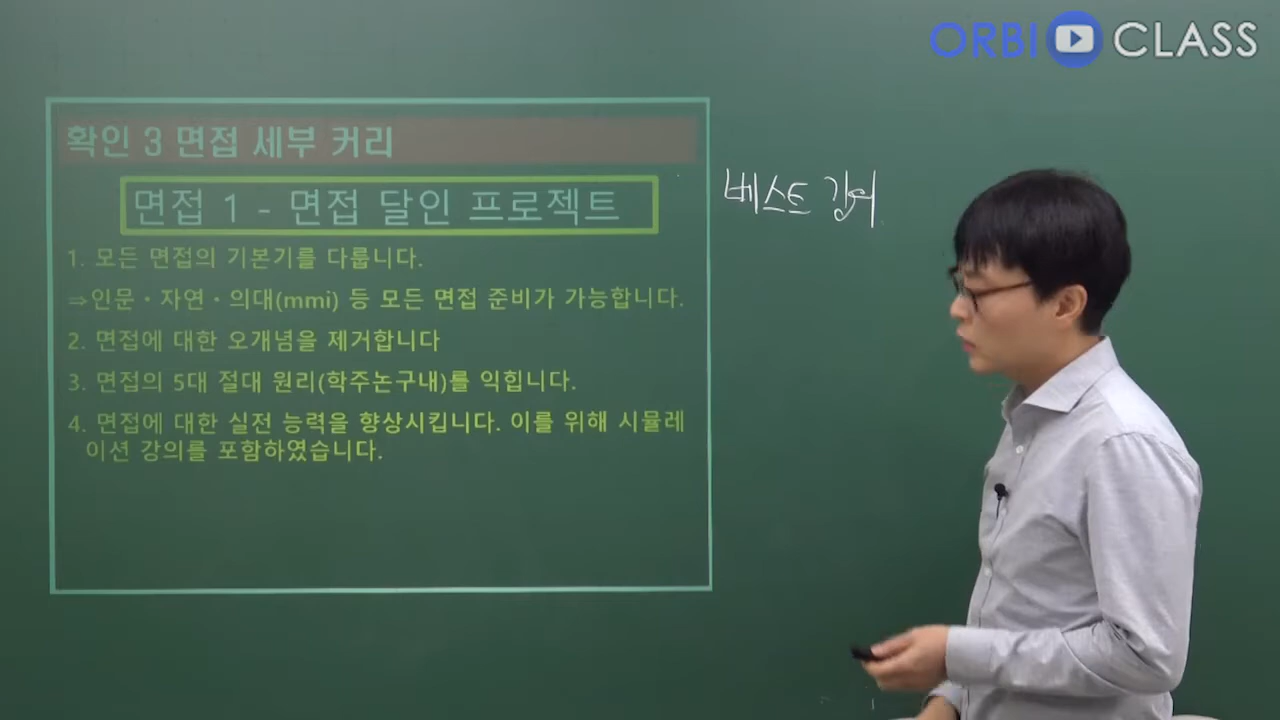 ORBI CLASS
확인 3 면접 세부 커리
면접 1 - 면접 달인 프로젝트
1. 모든 면접의 기본기를 다룹니다.
⇒인문・자연・의대(mmi) 등 모든 면접 준비가 가능합니다.
2. 면접에 대한 오개념을 제거합니다
3. 면접의 5대 절대 원리(학주논구내)를 익힙니다.
4. 면접에 대한 실전 능력을 향상시킵니다. 이를 위해 시뮬레
이션 강의를 포함하였습니다.
베스트 강의